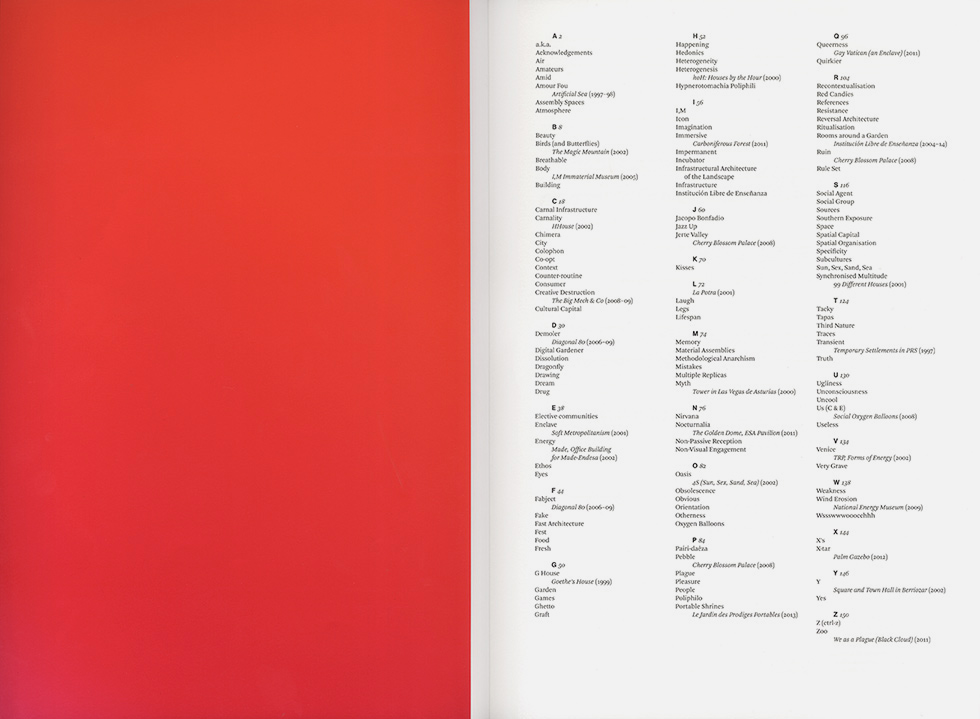 A 2
a.k.a.
Acknowledgements
Air
Amateurs
Amid
Amour Fou
Artificial Sea (1997–98)
Assembly Spaces
Atmosphere
B 8
Beauty
Birds (and Butterflies)
The Magic Mountain (2002)
Breathable
Body
I,M Immaterial Museum (2005)
Building
C 18
Carnal Infrastructure
Carnality
HHouse (2002)
Chimera
City
Colophon
Co-opt
Context
Counter-routine
Consumer
Creative Destruction
The Big Mech & Co (2008–09)
Cultural Capital
D 30
Demoler
Diagonal 80 (2006–09)
Digital Gardener
Dissolution
Dragonfly
Drawing
Dream
Drug
E 38
Elective communities
Enclave
Soft Metropolitanism (2001)
Energy
Made, Office Building
for Made-Endesa (2002)
Ethos
Eyes
F 44
Fabject
Diagonal 80 (2006–09)
Fake
Fast Architecture
Fest
Food
Fresh
G 50
G House
Goethe's House (1999)
Garden
Games
Ghetto
Graft
H 52
Happening
Hedonics
Heterogeneity
Heterogenesis
hoH: Houses by the Hour (2000)
Hypnerotomachia Poliphili
I 56
I,M
Icon
Imagination
Immersive
Carboniferous Forest (2011)
Impermanent
Incubator
Infrastructural Architecture
of the Landscape
Infrastructure
Institución Libre de Enseñanza
J 60
Jacopo Bonfadio
Jazz Up
Jerte Valley
Cherry Blossom Palace (2008)
K 70
Kisses
L 72
La Potra (2001)
Laugh
Legs
Lifespan
M 74
Memory
Material Assemblies
Methodological Anarchism
Mistakes
Multiple Replicas
Myth
Tower in Las Vegas de Asturias (2000)
N 76
Nirvana
Nocturnalia
The Golden Dome, ESA Pavilion (2011)
Non-Passive Reception
Non-Visual Engagement
O 82
Oasis
4S (Sun, Sex, Sand, Sea) (2002)
Obsolescence
Obvious
Orientation
Otherness
Oxygen Balloons
P 84
Pairi-daêza
Pebble
Cherry Blossom Palace (2008)
Plague
Pleasure
People
Poliphilo
Portable Shrines
Le Jardin des Prodiges Portables (2013)
Q 96
Queerness
Gay Vatican (an Enclave) (2011)
Quirkier
R 104
Recontextualisation
Red Candies
References
Resistance
Reversal Architecture
Ritualisation
Rooms around a Garden
Institución Libre de Enseñanza (2004–14)
Ruin
Cherry Blossom Palace (2008)
Rule Set
S 116
Social Agent
Social Group
Sources
Southern Exposure
Space
Spatial Capital
Spatial Organisation
Specificity
Subcultures
Sun, Sex, Sand, Sea
Synchronised Multitude
99 Different Houses (2001)
T 124
Tacky
Tapas
Third Nature
Traces
Transient
Temporary Settlements in PRS (1997)
Truth
U 130
Ugliness
Unconsciousness
Uncool
Us (C & E)
Social Oxygen Balloons (2008)
Useless
V 134
Venice
TRP, Forms of Energy (2002)
Very Grave
W 138
Weakness
Wind Erosion
National Energy Museum (2009)
Wssswwwooocchhh
X 144
X's
X-tar
Palm Gazebo (2012)
Y 146
Y
Square and Town Hall in Berriozar (2002)
Yes
Z 150
Z (ctrl-z)
Zoo
We as a Plague (Black Cloud) (2011)